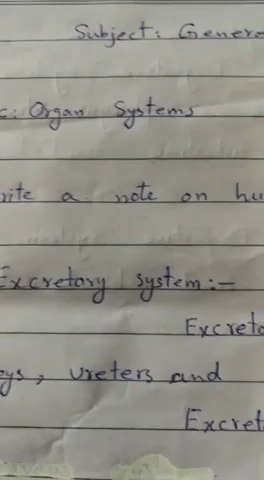 Subject: Genera
c: Organ Systems
rite a note on hu
Excretory system:-
Excreto
eys, ureters and
Excret